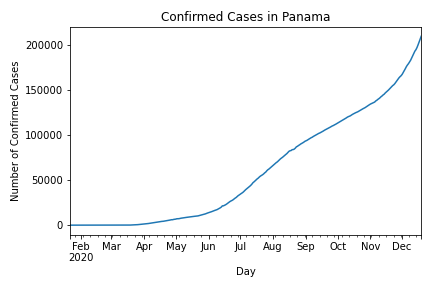 Confirmed Cases in Panama
Number of Confirmed Cases
200000
150000
100000
50000
0
Feb Mar Apr May Jun Jul Aug Sep Oct Nov Dec
2020
Day